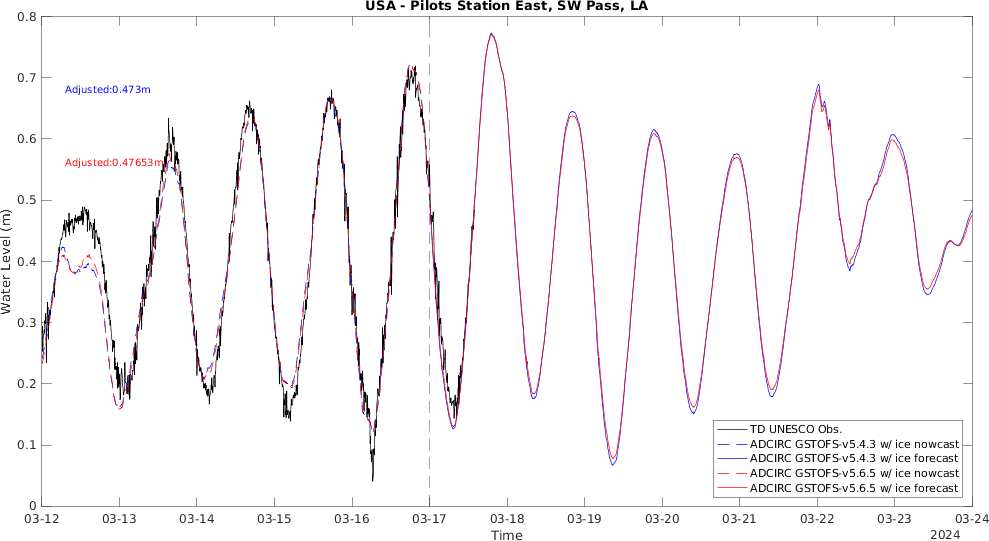 USA - Pilots Station East, SW Pass, LA
0.8
0.7
0.6
0.5
0.4
0.3
0.2
0.1
0
Water Level (m)
Adjusted:0.473m
Adjusted:0.47653m
TD UNESCO Obs.
ADCIRC GSTOFS-v5.4.3 w/ ice nowcast
ADCIRC GSTOFS-v5.4.3 w/ ice forecast
ADCIRC GSTOFS-v5.6.5 w/ ice nowcast
ADCIRC GSTOFS-v5.6.5 w/ ice forecast
03-12 03-13 03-14 03-15 03-16 03-17 03-18 03-19 03-20 03-21 03-22 03-23 03-24
Time
2024